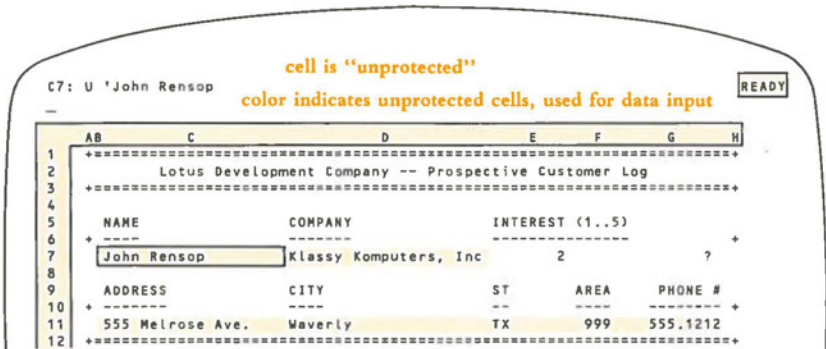 cell is "unprotected"
C7: U 'John Rensop READY
color indicates unprotected cells, used for data input
AB C D E F G H
1 +==========================================================================+
2 Lotus Development Company -- Prospective Customer Log
3 +==========================================================================+
4
5 NAME COMPANY INTEREST (1..5)
6 + ---- ------- --------------- +
7 John Rensop Klassy Komputers, Inc 2 ?
8
9 ADDRESS CITY ST AREA PHONE #
10 + ------- ---- -- ---- ------- +
11 555 Melrose Ave. Waverly TX 999 555.1212
12 +==========================================================================+